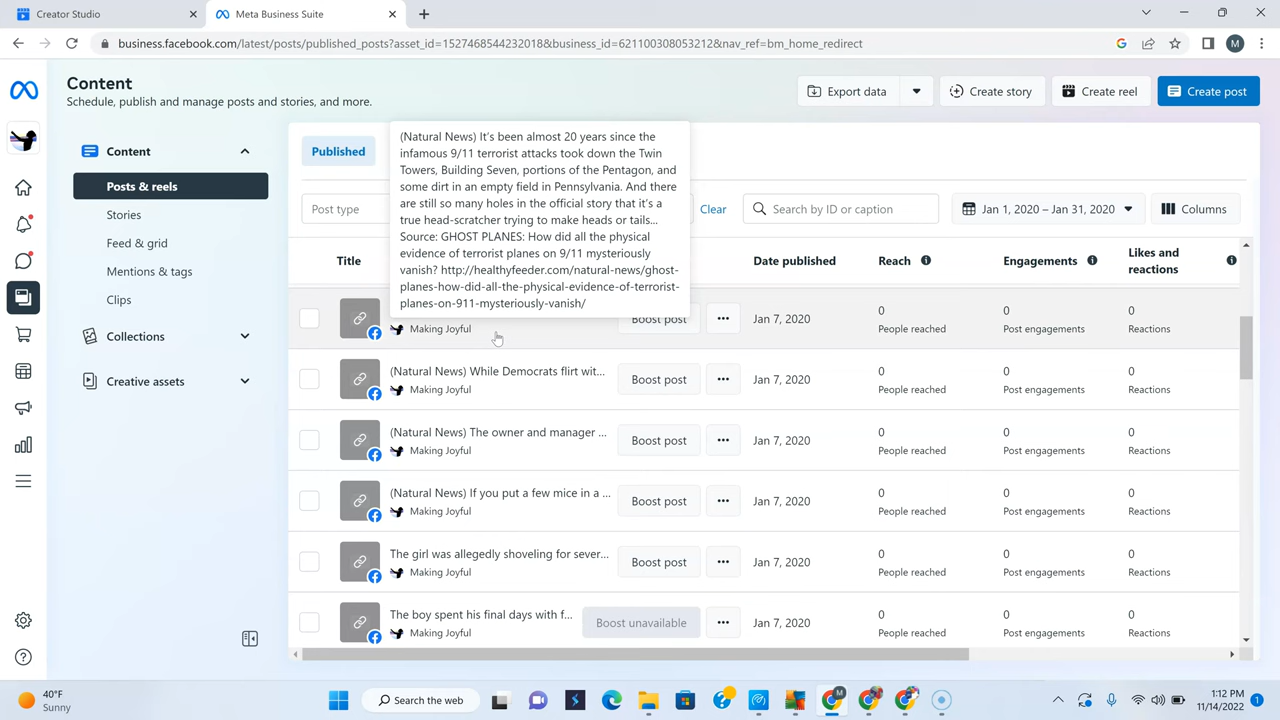 Creator Studio
Meta Business Suite
business.facebook.com/latest/posts/published_posts?asset_id=1527468544232018&business_id=621100308053212&nav_ref=bm_home_redirect
M
Content
Schedule, publish and manage posts and stories, and more.
Export data
Create story
Create reel
Create post
Content
Posts & reels
Stories
Feed & grid
Mentions & tags
Clips
Collections
Creative assets
Published
(Natural News) It's been almost 20 years since the
infamous 9/11 terrorist attacks took down the Twin
Towers, Building Seven, portions of the Pentagon, and
some dirt in an empty field in Pennsylvania. And there
are still so many holes in the official story that it's a
true head-scratcher trying to make heads or tails...
Source: GHOST PLANES: How did all the physical
evidence of terrorist planes on 9/11 mysteriously
vanish? http://healthyfeeder.com/natural-news/ghost-
planes-how-did-all-the-physical-evidence-of-terrorist-
planes-on-911-mysteriously-vanish/
Post type
Clear
Search by ID or caption
Jan 1, 2020 – Jan 31, 2020
Columns
Title
Date published
Reach
Engagements
Likes and
reactions
Making Joyful
Boost post
Jan 7, 2020
0
People reached
0
Post engagements
0
Reactions
(Natural News) While Democrats flirt wit...
Making Joyful
Boost post
Jan 7, 2020
0
People reached
0
Post engagements
0
Reactions
(Natural News) The owner and manager ...
Making Joyful
Boost post
Jan 7, 2020
0
People reached
0
Post engagements
0
Reactions
(Natural News) If you put a few mice in a ...
Making Joyful
Boost post
Jan 7, 2020
0
People reached
0
Post engagements
0
Reactions
The girl was allegedly shoveling for sever...
Making Joyful
Boost post
Jan 7, 2020
0
People reached
0
Post engagements
0
Reactions
The boy spent his final days with f...
Making Joyful
Boost unavailable
Jan 7, 2020
0
People reached
0
Post engagements
0
Reactions
40°F
Sunny
Search the web
1:12 PM
11/14/2022
1